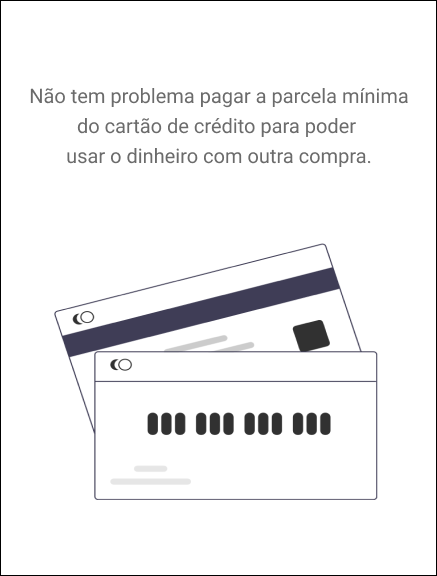 Não tem problema pagar a parcela mínima
do cartão de crédito para poder
usar o dinheiro com outra compra.